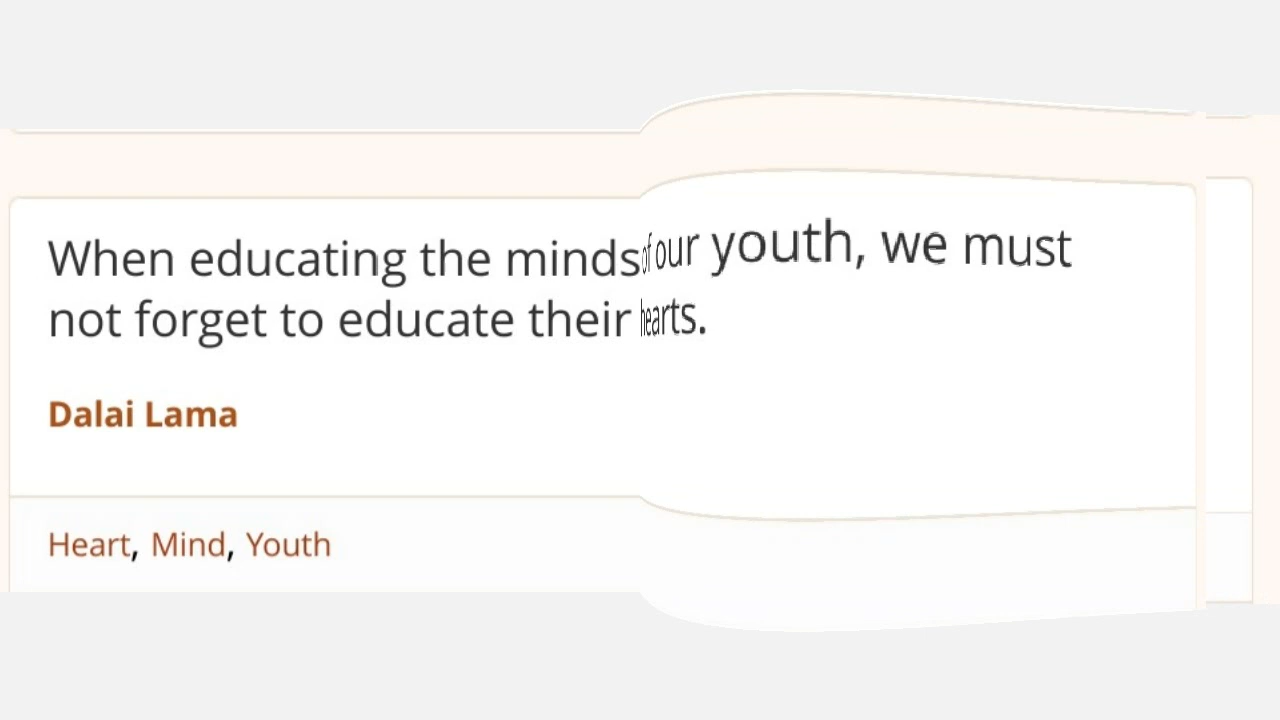 When educating the minds of our youth, we must
not forget to educate their hearts.
Dalai Lama
Heart, Mind, Youth